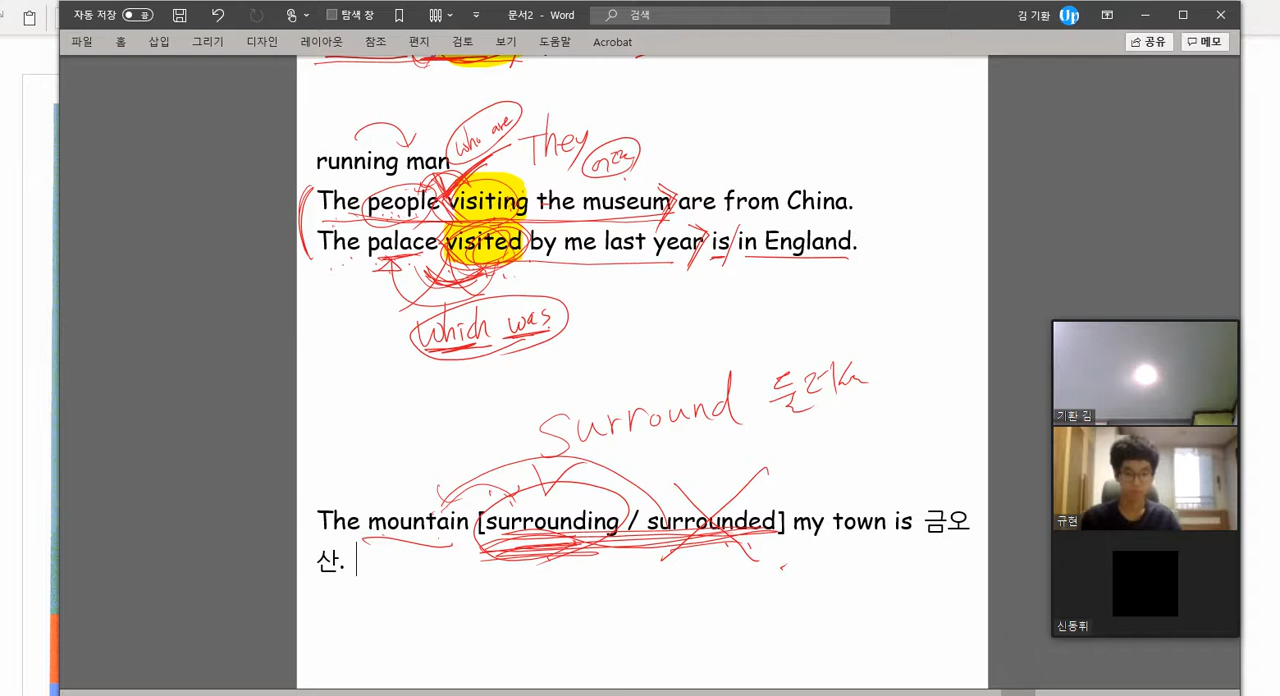 자동 저장 끔 탐색 창 문서2 - Word 검색 김 기환 Up
파일 홈 삽입 그리기 디자인 레이아웃 참조 편지 검토 보기 도움말 Acrobat 공유 메모
who are They
running man
The people visiting the museum are from China.
The palace visited by me last year is in England.
which was
Surround
The mountain [surrounding / surrounded] my town is 금오
산.
기환 김
규현
신동휘